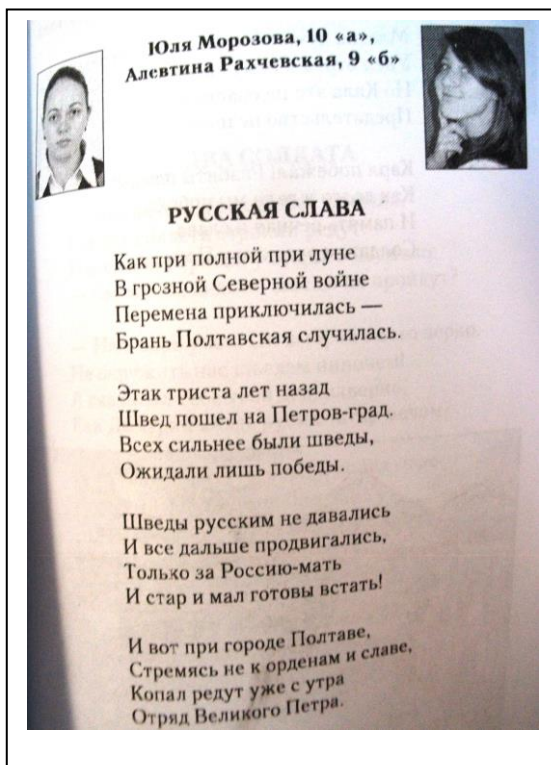 Юля Морозова, 10 «а»,
Алевтина Рахчевская, 9 «б»
РУССКАЯ СЛАВА
Как при полной при луне
В грозной Северной войне
Перемена приключилась —
Брань Полтавская случилась.
Этак триста лет назад
Швед пошел на Петров-град.
Всех сильнее были шведы,
Ожидали лишь победы.
Шведы русским не давались
И все дальше продвигались,
Только за Россию-мать
И стар и мал готовы встать!
И вот при городе Полтаве,
Стремясь не к орденам и славе,
Копал редут уже с утра
Отряд Великого Петра.